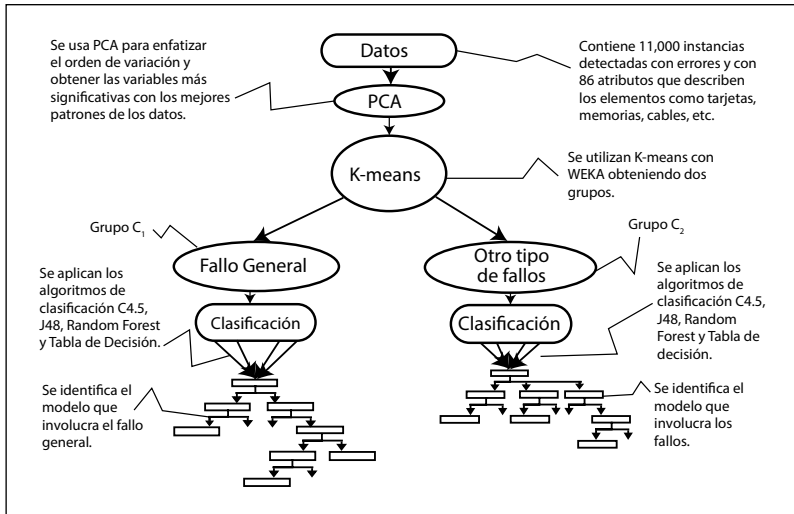 Se usa PCA para enfatizar
el orden de variación y
obtener las variables más
significativas con los mejores
patrones de los datos.
Datos
Contiene 11,000 instancias
detectadas con errores y con
86 atributos que describen
los elementos como tarjetas,
memorias, cables, etc.
PCA
K-means
Se utilizan K-means con
WEKA obteniendo dos
grupos.
Grupo C1
Fallo General
Grupo C2
Otro tipo
de fallos
Se aplican los
algoritmos de
clasificación C4.5,
J48, Random Forest
y Tabla de Decisión.
Clasificación
Clasificación
Se aplican los
algoritmos de
clasificación C4.5,
J48, Random
Forest y Tabla de
decisión.
Se identifica el
modelo que
involucra el fallo
general.
Se identifica el
modelo que
involucra los
fallos.